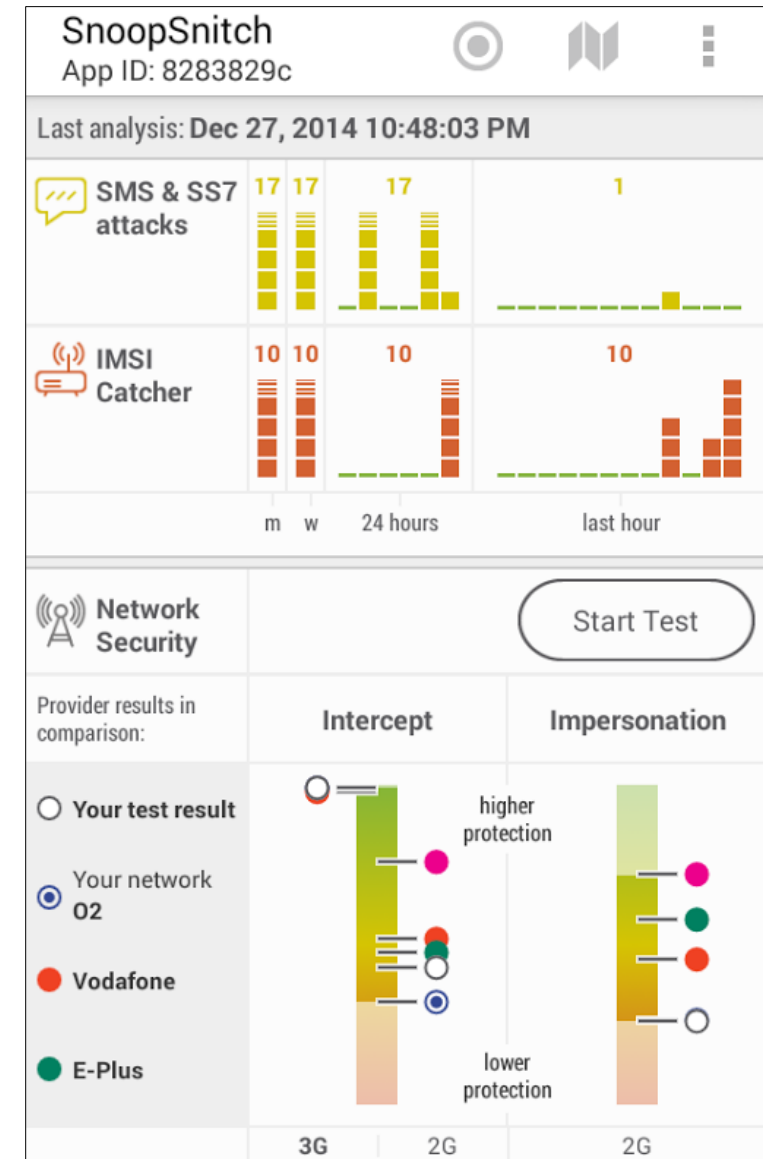 SnoopSnitch
App ID: 8283829c
Last analysis: Dec 27, 2014 10:48:03 PM
SMS & SS7
attacks
17 17 17 1
IMSI
Catcher
10 10 10 10
m w 24 hours last hour
Network
Security
Start Test
Provider results in
comparison:
Intercept
Impersonation
Your test result
Your network
O2
Vodafone
E-Plus
higher
protection
lower
protection
3G 2G 2G